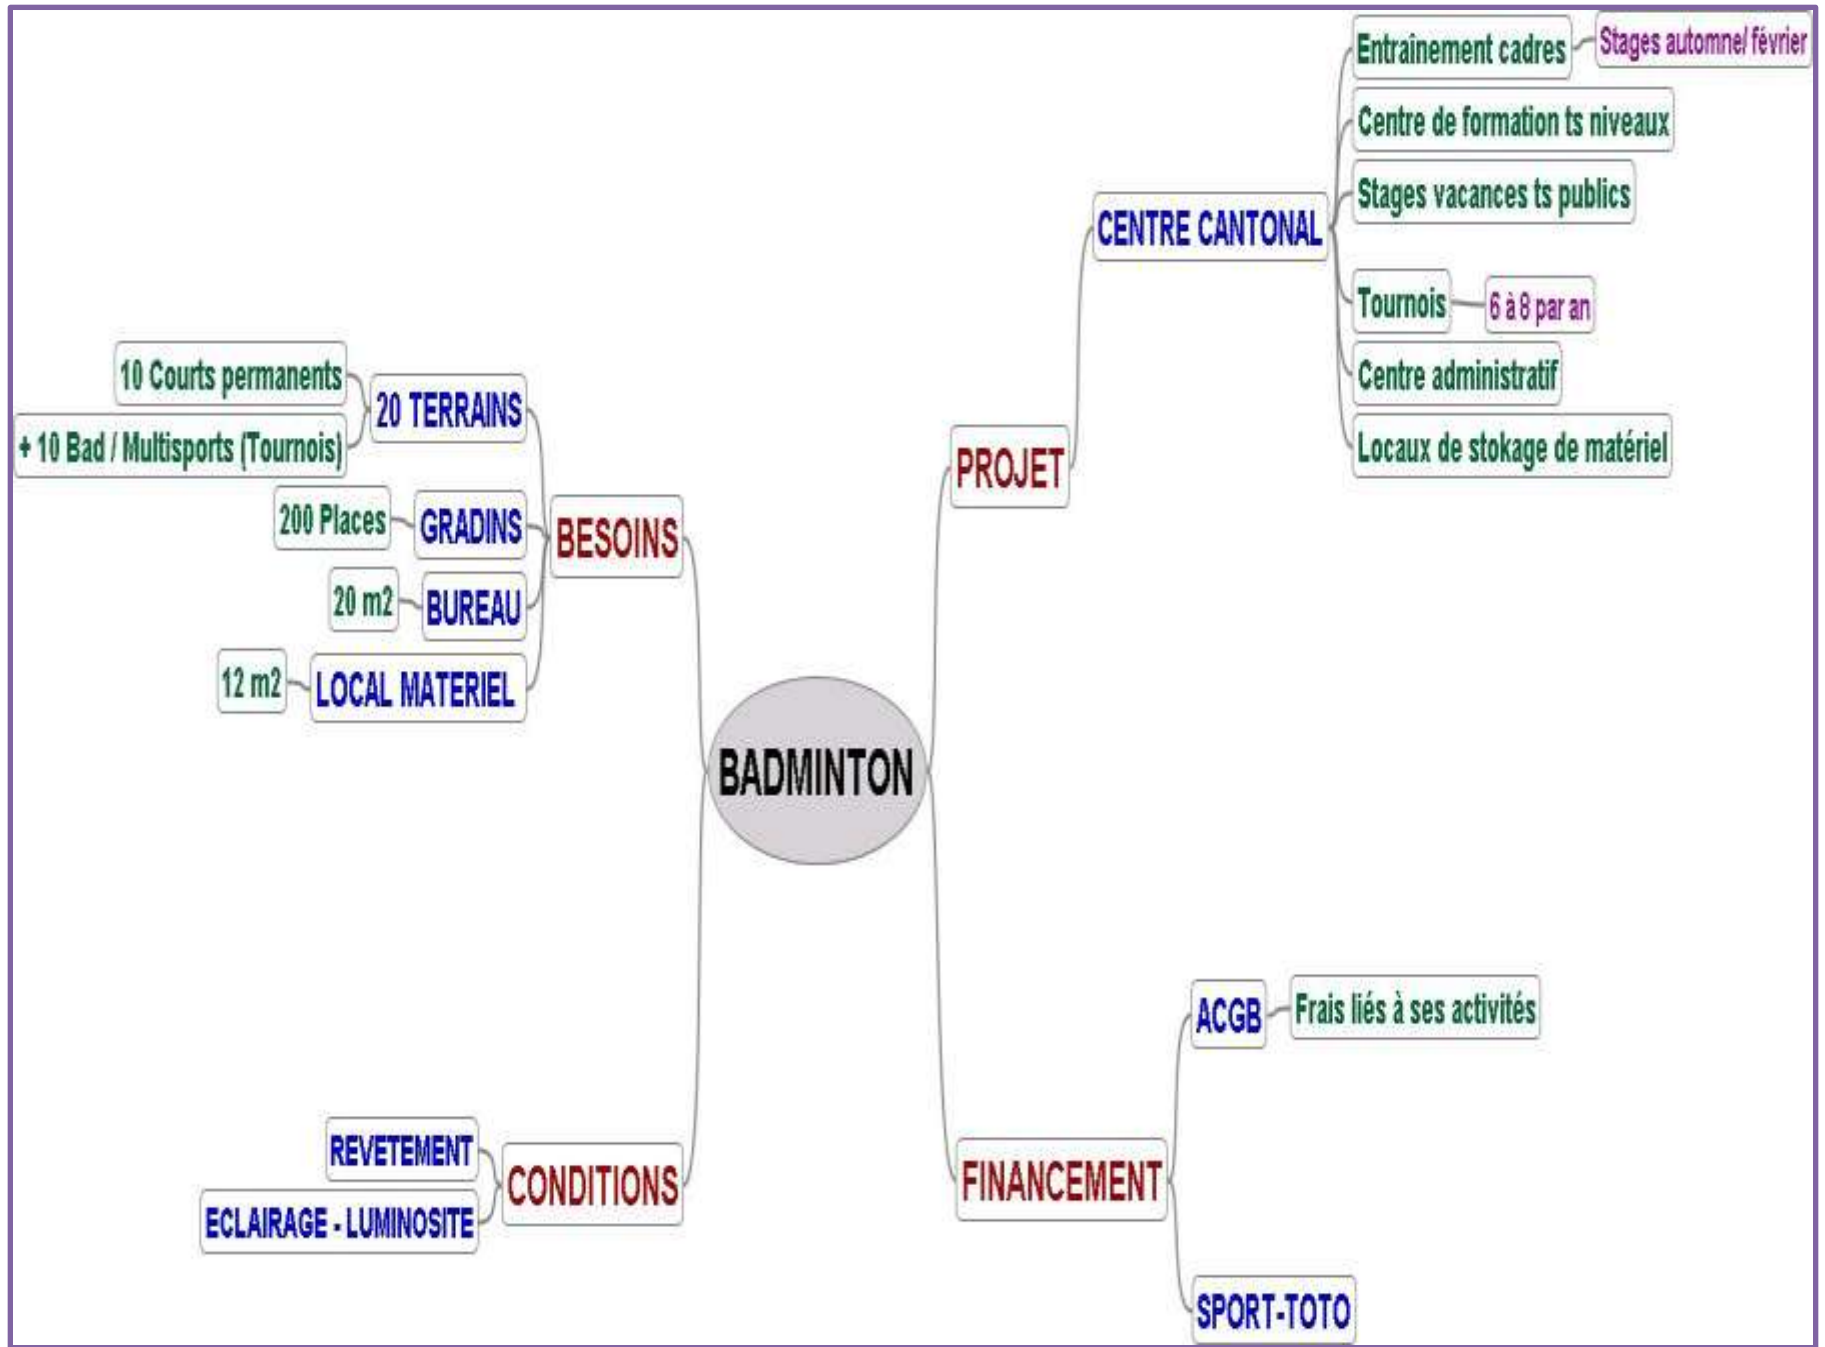 BADMINTON
PROJET
CENTRE CANTONAL
Entraînement cadres
Stages automne/ février
Centre de formation ts niveaux
Stages vacances ts publics
Tournois
6 à 8 par an
Centre administratif
Locaux de stokage de matériel
BESOINS
20 TERRAINS
10 Courts permanents
+ 10 Bad / Multisports (Tournois)
GRADINS
200 Places
BUREAU
20 m2
LOCAL MATERIEL
12 m2
CONDITIONS
REVETEMENT
ECLAIRAGE - LUMINOSITE
FINANCEMENT
ACGB
Frais liés à ses activités
SPORT-TOTO